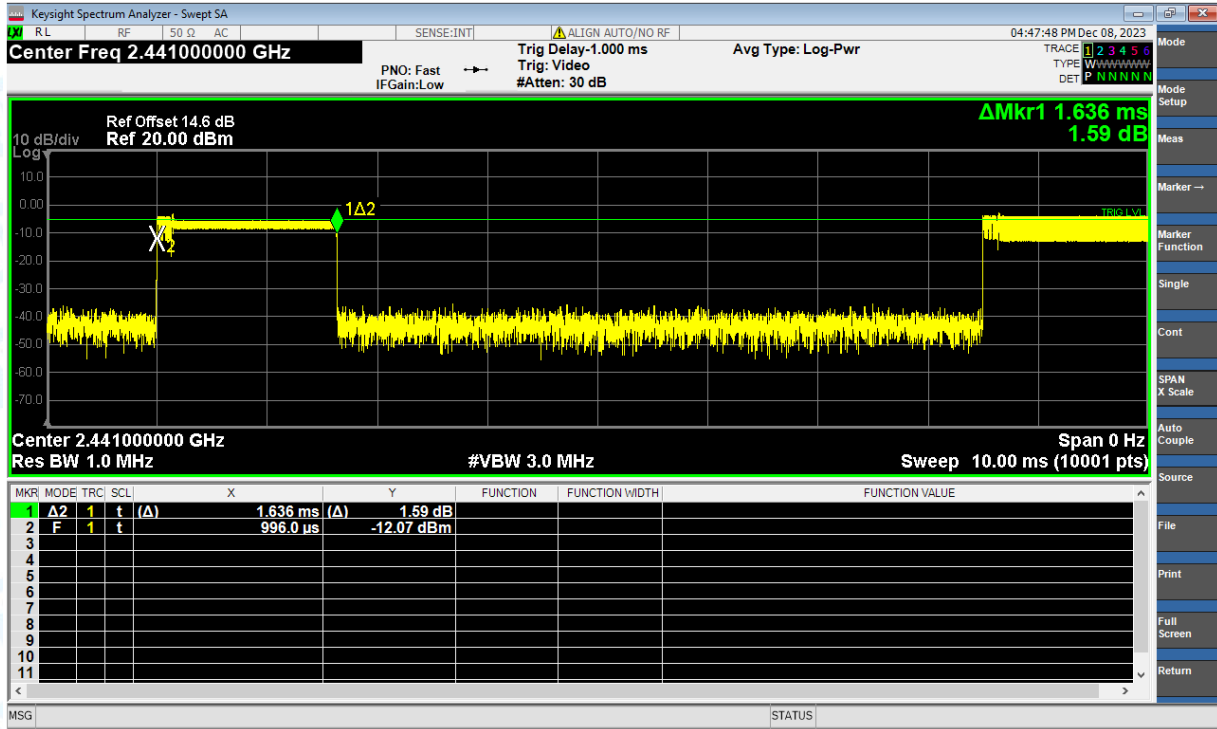 Keysight Spectrum Analyzer - Swept SA
LXI RL RF 50 Ω AC SENSE:INT ALIGN AUTO/NO RF 04:47:48 PM Dec 08, 2023
Center Freq 2.441000000 GHz
PNO: Fast
IFGain:Low
Trig Delay-1.000 ms
Trig: Video
#Atten: 30 dB
Avg Type: Log-Pwr
TRACE 1 2 3 4 5 6
TYPE WWWWWW
DET P N N N N N
ΔMkr1 1.636 ms
1.59 dB
Ref Offset 14.6 dB
10 dB/div Ref 20.00 dBm
Log
10.0
0.00
-10.0
-20.0
-30.0
-40.0
-50.0
-60.0
-70.0
1Δ2
2
TRIG LVL
Center 2.441000000 GHz Span 0 Hz
Res BW 1.0 MHz #VBW 3.0 MHz Sweep 10.00 ms (10001 pts)
MKR MODE TRC SCL X Y FUNCTION FUNCTION WIDTH FUNCTION VALUE
1 Δ2 1 t (Δ) 1.636 ms (Δ) 1.59 dB
2 F 1 t 996.0 µs -12.07 dBm
3
4
5
6
7
8
9
10
11
MSG STATUS
Mode
Mode
Setup
Meas
Marker →
Marker
Function
Single
Cont
SPAN
X Scale
Auto
Couple
Source
File
Print
Full
Screen
Return